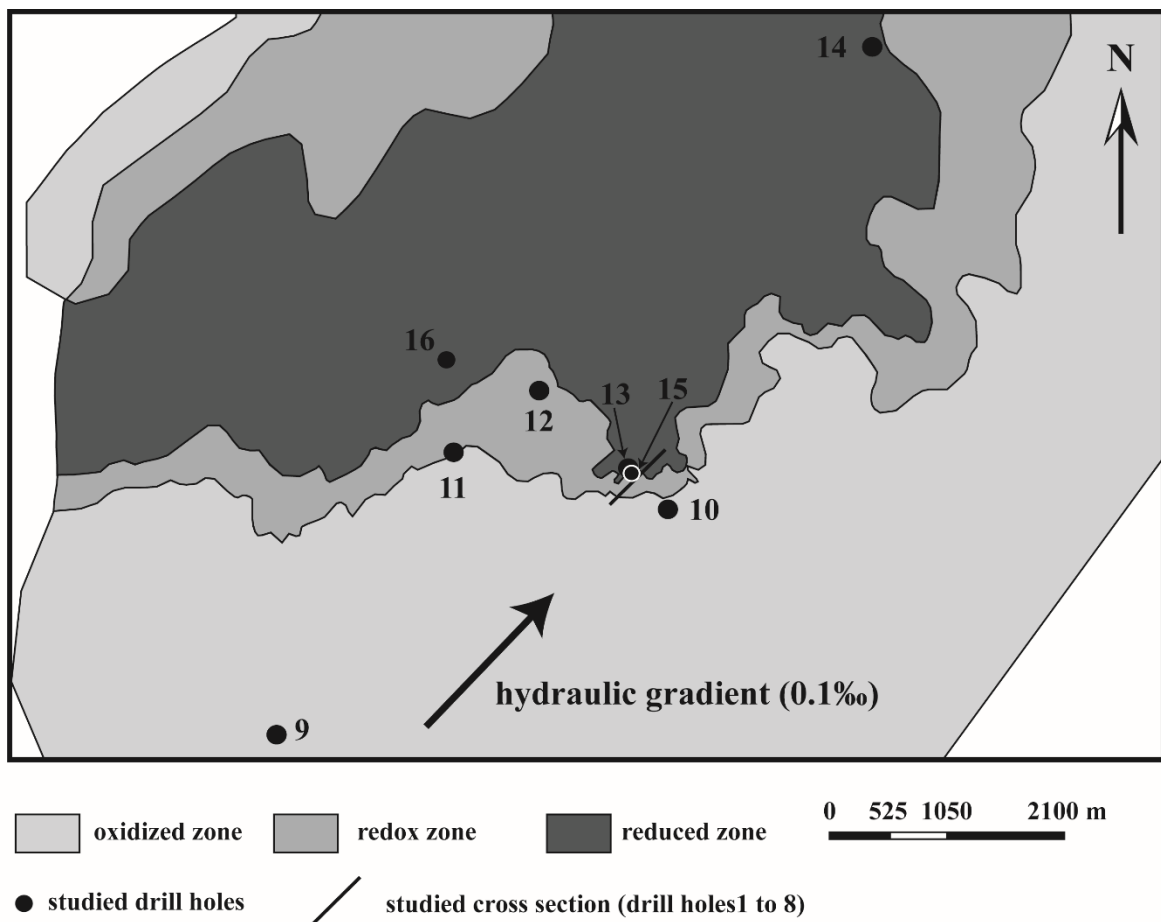 14
N
16
13
15
12
11
10
hydraulic gradient (0.1‰)
9
0 525 1050 2100 m
oxidized zone
redox zone
reduced zone
studied drill holes
studied cross section (drill holes1 to 8)